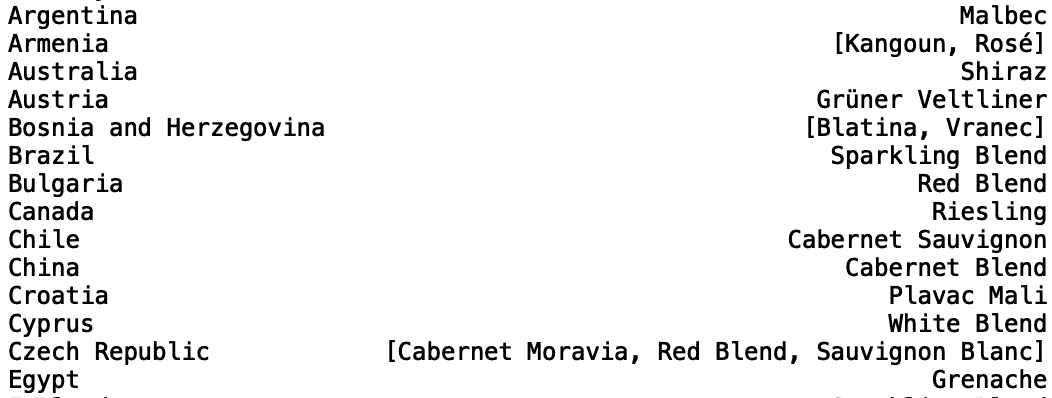 Argentina Malbec
Armenia [Kangoun, Rosé]
Australia Shiraz
Austria Grüner Veltliner
Bosnia and Herzegovina [Blatina, Vranec]
Brazil Sparkling Blend
Bulgaria Red Blend
Canada Riesling
Chile Cabernet Sauvignon
China Cabernet Blend
Croatia Plavac Mali
Cyprus White Blend
Czech Republic [Cabernet Moravia, Red Blend, Sauvignon Blanc]
Egypt Grenache